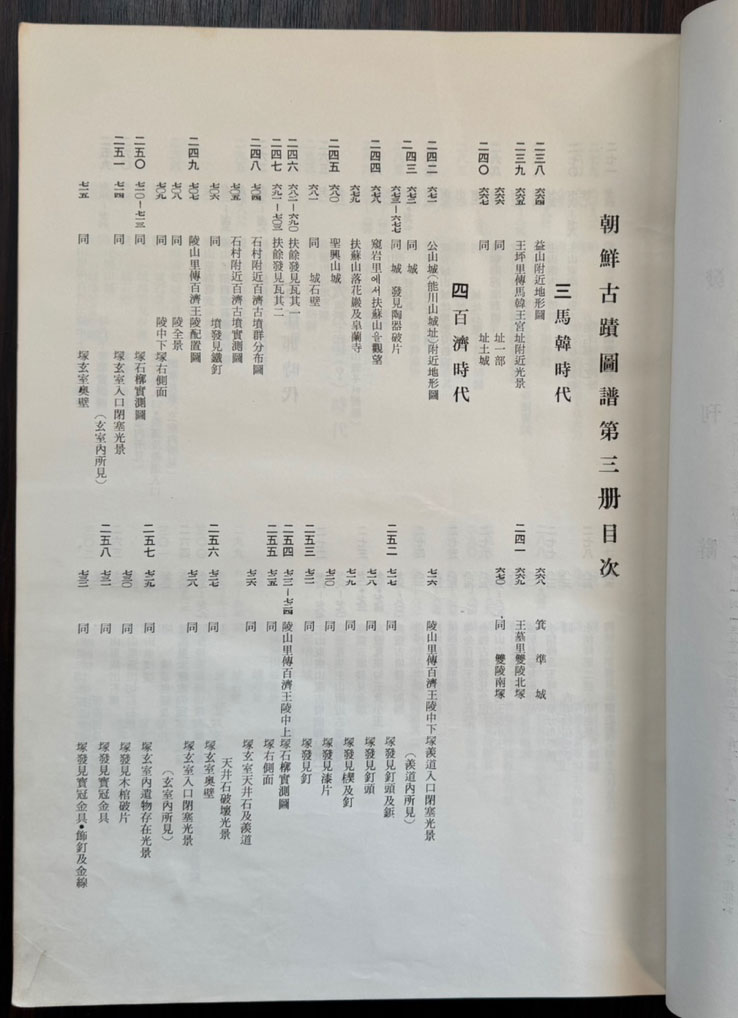 朝鮮古蹟圖譜第三册目次
三 馬韓時代
二三八 六六四 益山附近地形圖
二三九 六六五 王坪里傳馬韓王宮址附近光景
六六六 同 址一部
二四〇 六六七 同 址土城
四 百濟時代
二四二 六七一 公山城(能川山城址)附近地形圖
二四三 六七二 同 城
六七三—六七七 同 城 發見陶器破片
二四四 六七八 窺岩里에서扶蘇山을觀望
六七九 扶蘇山落花巖及皐蘭寺
二四五 六八〇 聖興山城
六八一 同 城石壁
二四六 六八二—六九〇 扶餘發見瓦其一
二四七 六九一—七〇三 扶餘發見瓦其二
二四八 七〇四 石村附近百濟古墳群分布圖
七〇五 石村附近百濟古墳實測圖
七〇六 同 墳發見鐵釘
二四九 七〇七 陵山里傳百濟王陵配置圖
七〇八 同 陵全景
七〇九 同 陵中下塚右側面
二五〇 七一〇—七一三 同 塚石槨實測圖
二五一 七一四 同 塚玄室入口閉塞光景
(玄室內所見)
七一五 同 塚玄室奥壁
六六八 箕準城
二四一 六六九 王墓里雙陵北塚
六七〇 同 雙陵南塚
七一六 陵山里傳百濟王陵中下塚羨道入口閉塞光景
(羨道內所見)
二五二 七一七 同 塚發見釘頭及鋲
七一八 同 塚發見釘頭
七一九 同 塚發見楔及釘
七二〇 同 塚發見漆片
二五三 七二一 同 塚發見釘
二五四 七二二—七二四 陵山里傳百濟王陵中上塚石槨實測圖
二五五 七二五 同 塚右側面
七二六 同 塚玄室天井石及羨道
天井石破壞光景
二五六 七二七 同 塚玄室奥壁
七二八 同 塚玄室入口閉塞光景
(玄室內所見)
二五七 七二九 同 塚玄室內遺物存在光景
七三〇 同 塚發見木棺破片
二五八 七三一 同 塚發見寶冠金具
七三二 同 塚發見寶冠金具•飾釘及金線